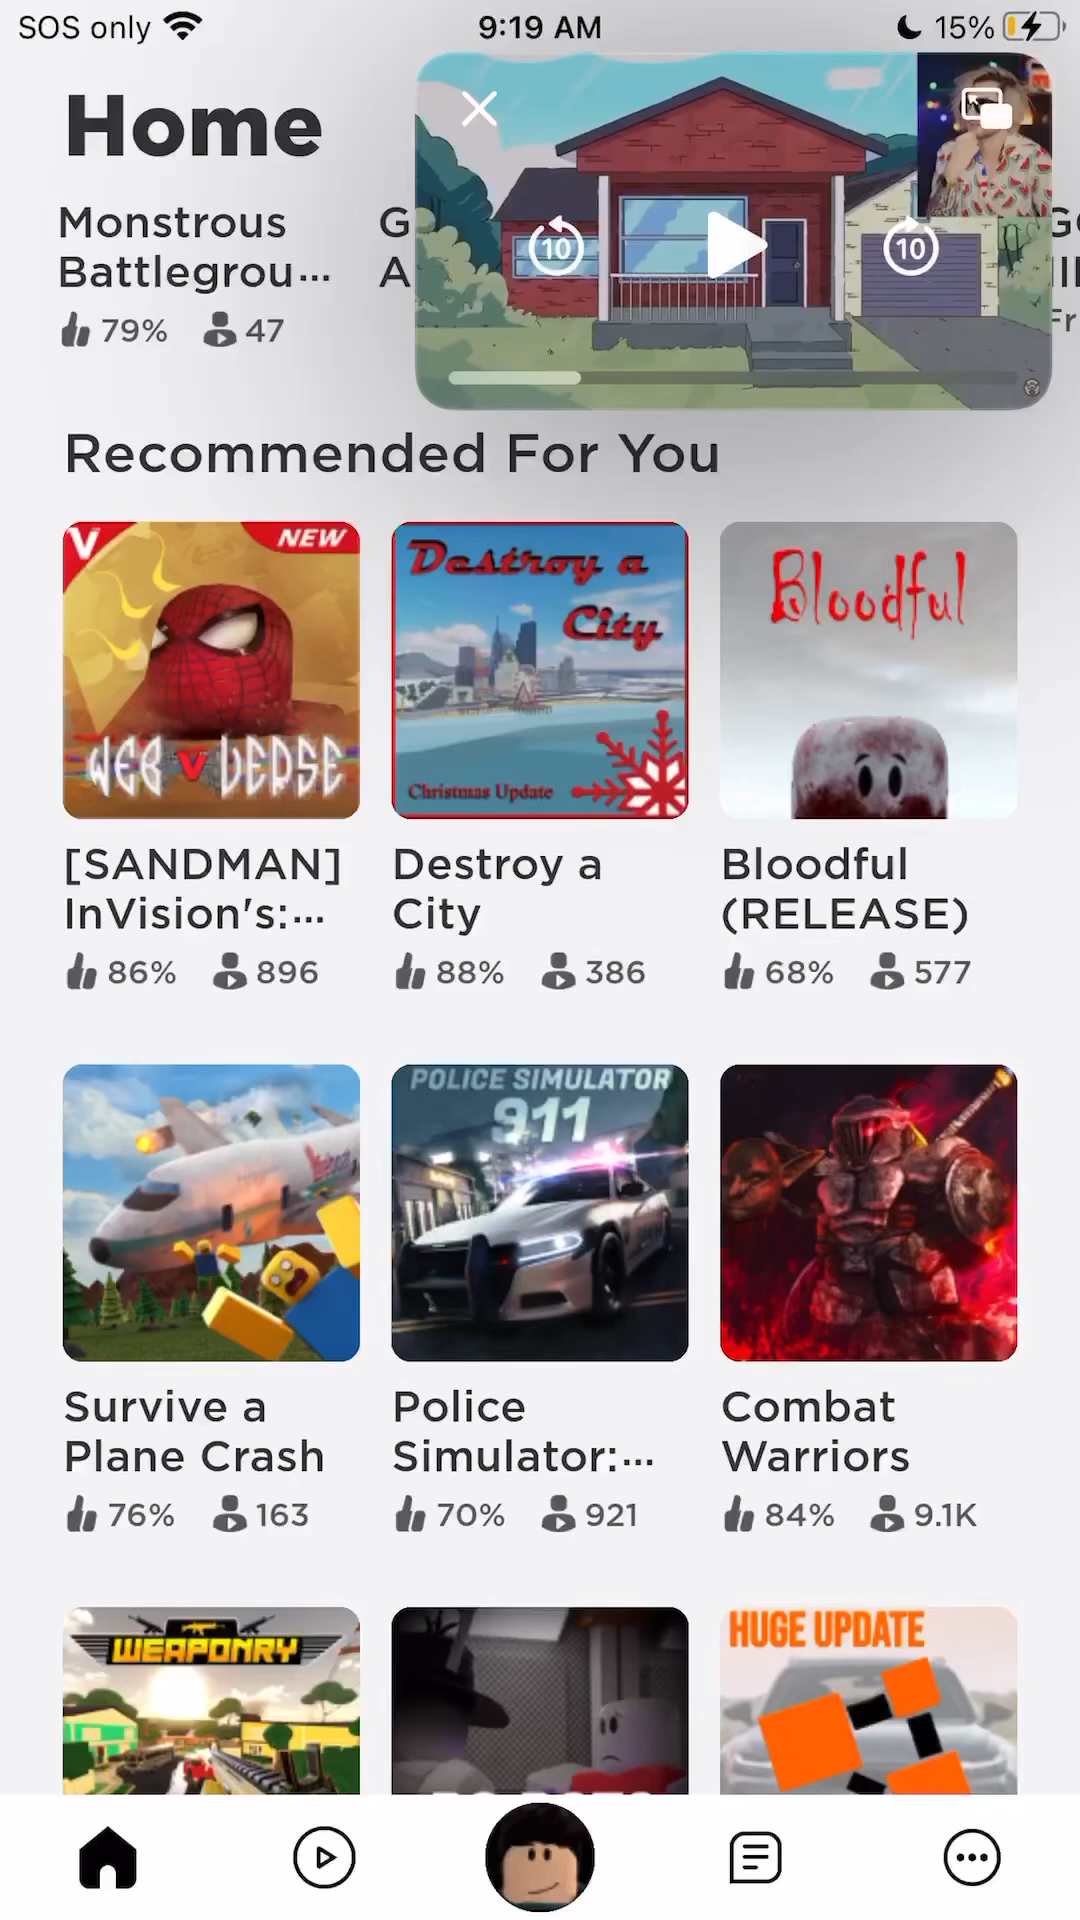 SOS only
9:19 AM
15%
Home
Monstrous
Battlegrou...
79%
47
G
A
10
10
Recommended For You
V
NEW
WEB V VERSE
Destroy a
City
Christmas Update
Bloodful
[SANDMAN]
InVision's:...
86%
896
Destroy a
City
88%
386
Bloodful
(RELEASE)
68%
577
POLICE SIMULATOR
911
Survive a
Plane Crash
76%
163
Police
Simulator:...
70%
921
Combat
Warriors
84%
9.1K
WEAPONRY
HUGE UPDATE